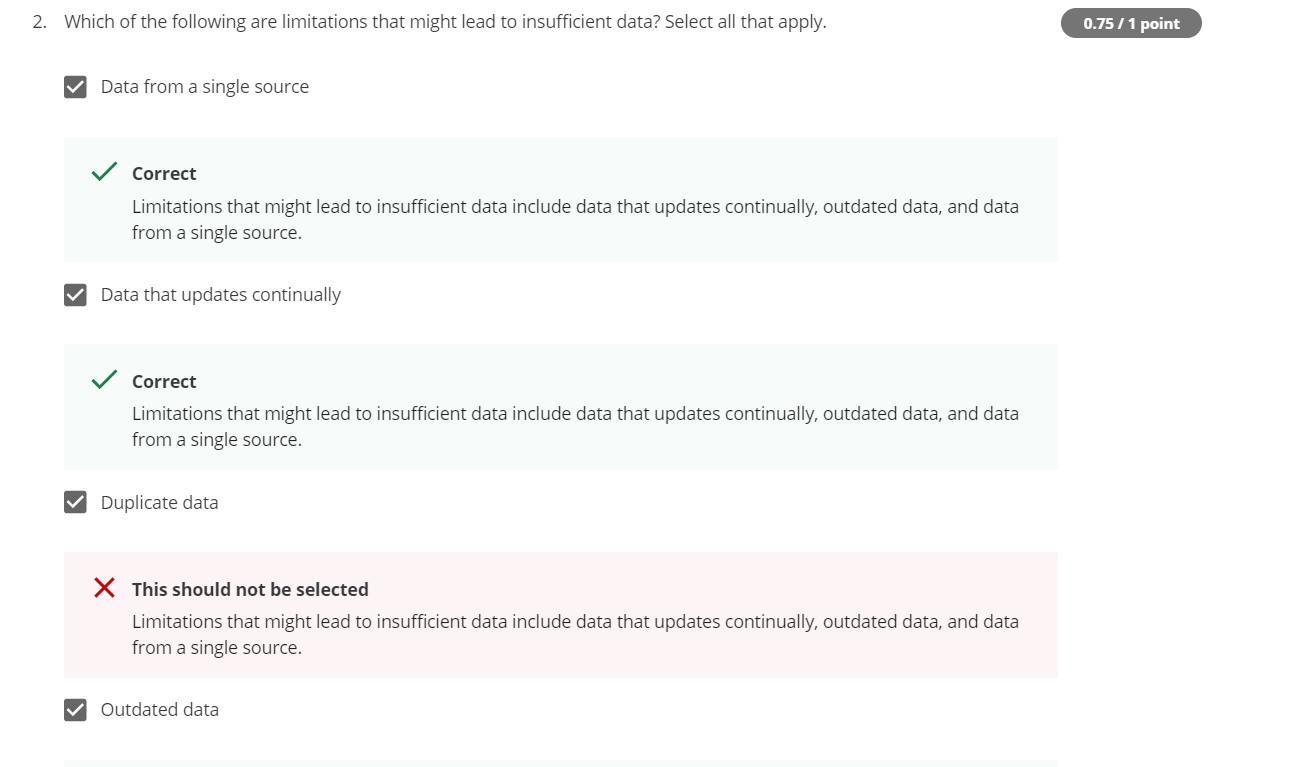 2. Which of the following are limitations that might lead to insufficient data? Select all that apply.
0.75 / 1 point
Data from a single source
Correct
Limitations that might lead to insufficient data include data that updates continually, outdated data, and data
from a single source.
Data that updates continually
Correct
Limitations that might lead to insufficient data include data that updates continually, outdated data, and data
from a single source.
Duplicate data
This should not be selected
Limitations that might lead to insufficient data include data that updates continually, outdated data, and data
from a single source.
Outdated data